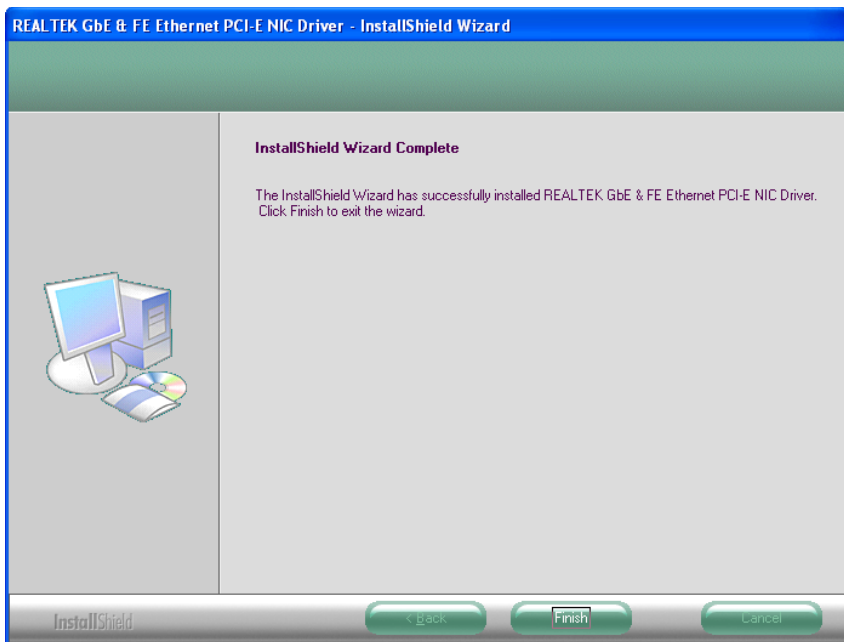 REALTEK GbE & FE Ethernet PCI-E NIC Driver - InstallShield Wizard
InstallShield Wizard Complete
The InstallShield Wizard has successfully installed REALTEK GbE & FE Ethernet PCI-E NIC Driver.
Click Finish to exit the wizard.
InstallShield
< Back
Finish
Cancel